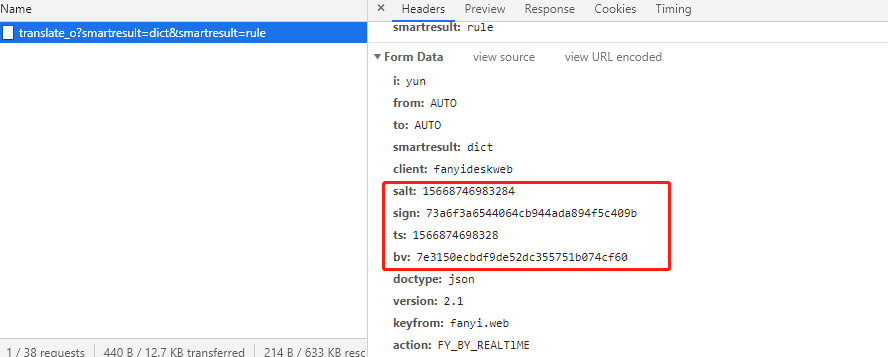 Name
translate_o?smartresult=dict&smartresult=rule
1 / 38 requests 440 B / 12.7 KB transferred 214 B / 633 KB resc
× Headers Preview Response Cookies Timing
smartresult: rule
▼ Form Data view source view URL encoded
i: yun
from: AUTO
to: AUTO
smartresult: dict
client: fanyideskweb
salt: 15668746983284
sign: 73a6f3a6544064cb944ada894f5c409b
ts: 1566874698328
bv: 7e3150ecbdf9de52dc355751b074cf60
doctype: json
version: 2.1
keyfrom: fanyi.web
action: FY_BY_REALTlME